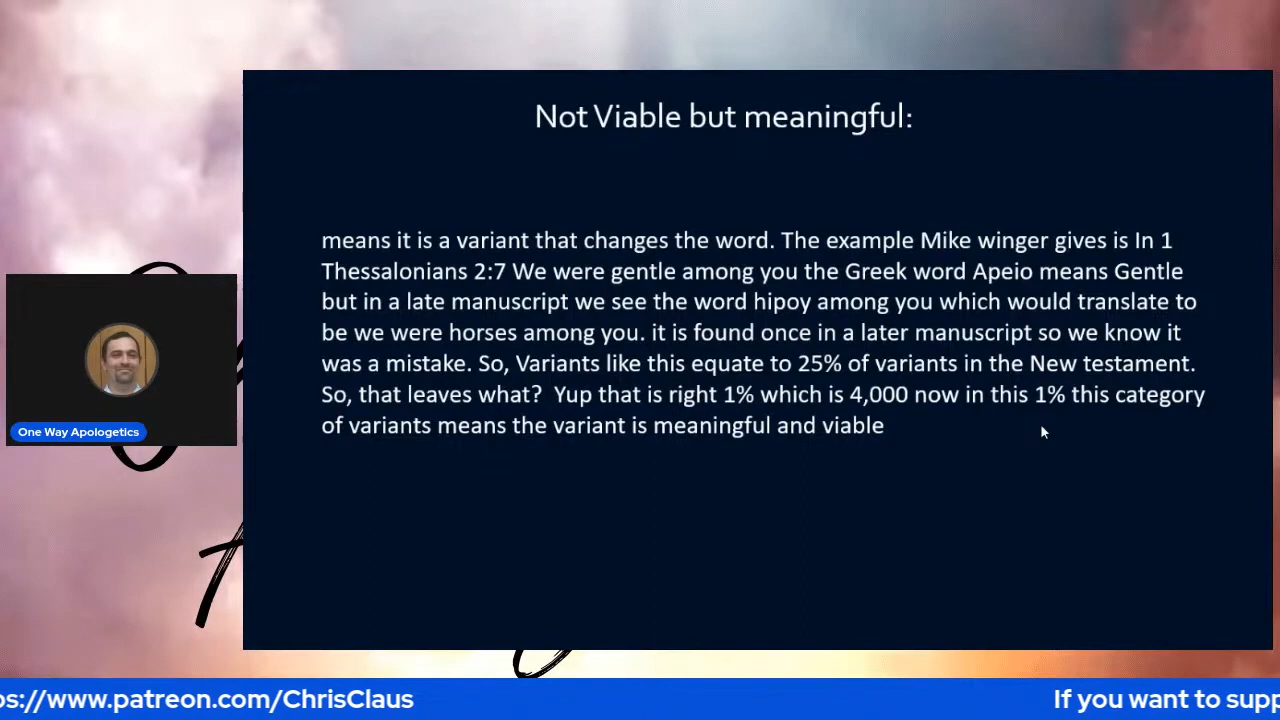 Not Viable but meaningful:
means it is a variant that changes the word. The example Mike winger gives is In 1
Thessalonians 2:7 We were gentle among you the Greek word Apeio means Gentle
but in a late manuscript we see the word hipoy among you which would translate to
be we were horses among you. it is found once in a later manuscript so we know it
was a mistake. So, Variants like this equate to 25% of variants in the New testament.
So, that leaves what?  Yup that is right 1% which is 4,000 now in this 1% this category
of variants means the variant is meaningful and viable
One Way Apologetics
ps://www.patreon.com/ChrisClaus
If you want to supp